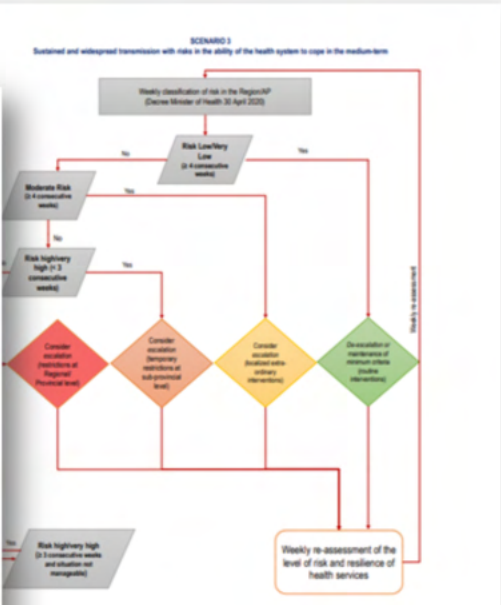 SCENARIO 3
Sustained and widespread transmission with risks in the ability of the health system to cope in the medium-term
Weekly classification of risk in the Region/AP
(Decree Minister of Health 30 April 2020)
Risk Low/Very
Low
(≥ 4 consecutive
weeks)
No
Yes
Moderate Risk
(≥ 4 consecutive
weeks)
Yes
No
Risk high/very
high (< 3
consecutive
weeks)
Yes
Weekly re-assessment
Consider
escalation
(restrictions at
Regional/
Provincial level)
Consider
escalation
(temporary
restrictions at
sub-provincial
level)
Consider
escalation
(localized extra-
ordinary
interventions)
De-escalation or
maintenance of
minimum criteria
(routine
interventions)
Yes
Risk high/very high
(≥ 3 consecutive weeks
and situation not
manageable)
Weekly re-assessment of the
level of risk and resilience of
health services